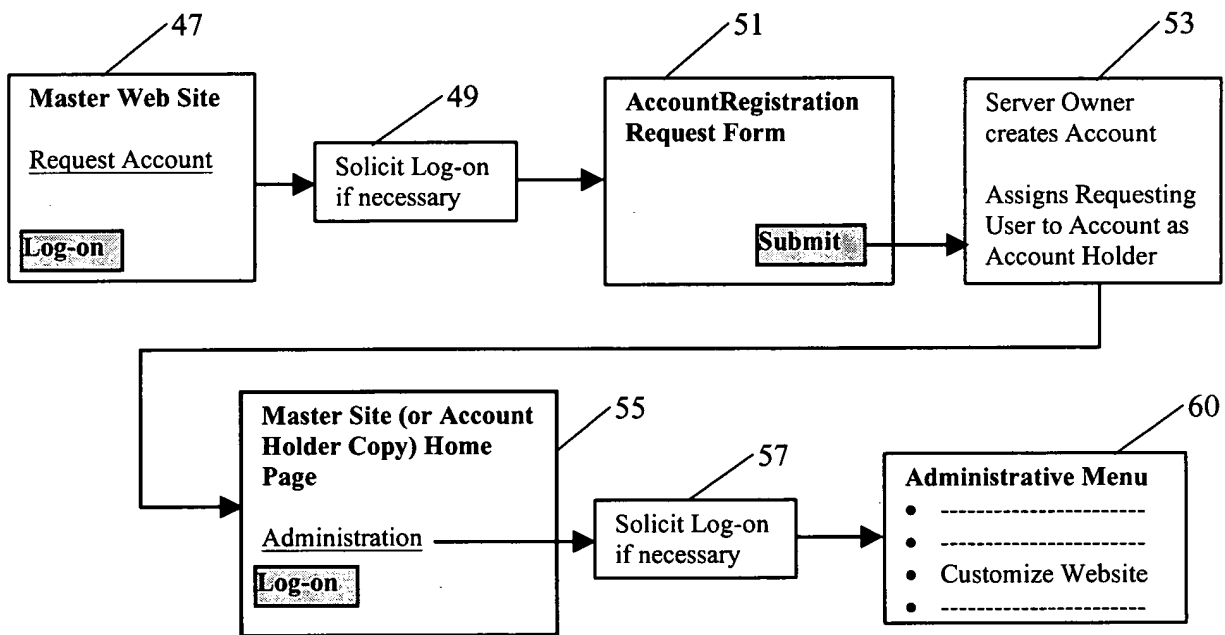 47
Master Web Site
Request Account
Log-on
49
Solicit Log-on
if necessary
51
AccountRegistration
Request Form
Submit
53
Server Owner
creates Account
Assigns Requesting
User to Account as
Account Holder
55
Master Site (or Account
Holder Copy) Home
Page
Administration
Log-on
57
Solicit Log-on
if necessary
60
Administrative Menu
• -----------------------
• -----------------------
• Customize Website
• -----------------------